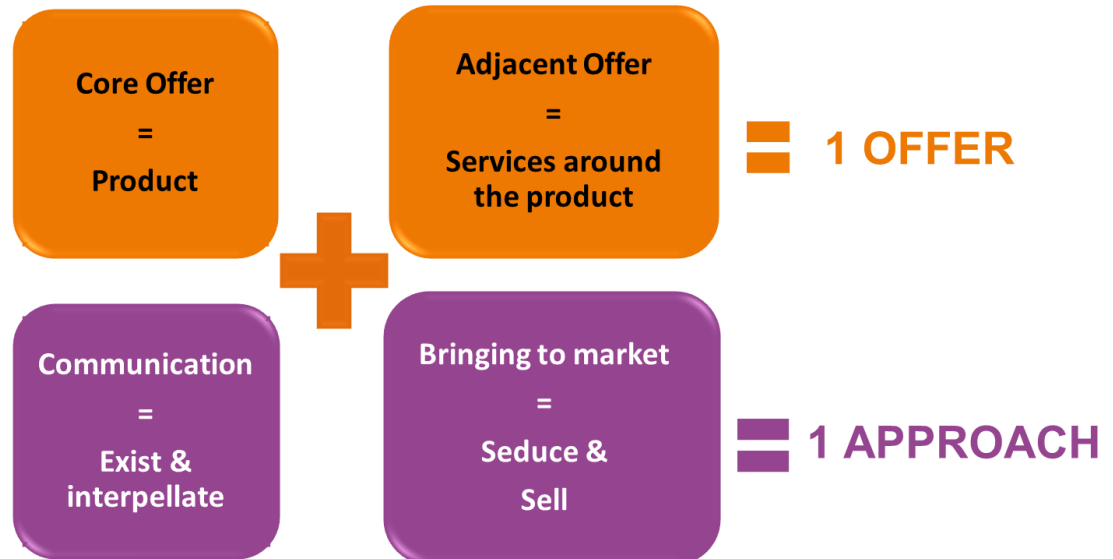 Core Offer
=
Product
Adjacent Offer
=
Services around
the product
= 1 OFFER
+
Communication
=
Exist &
interpellate
Bringing to market
=
Seduce &
Sell
= 1 APPROACH